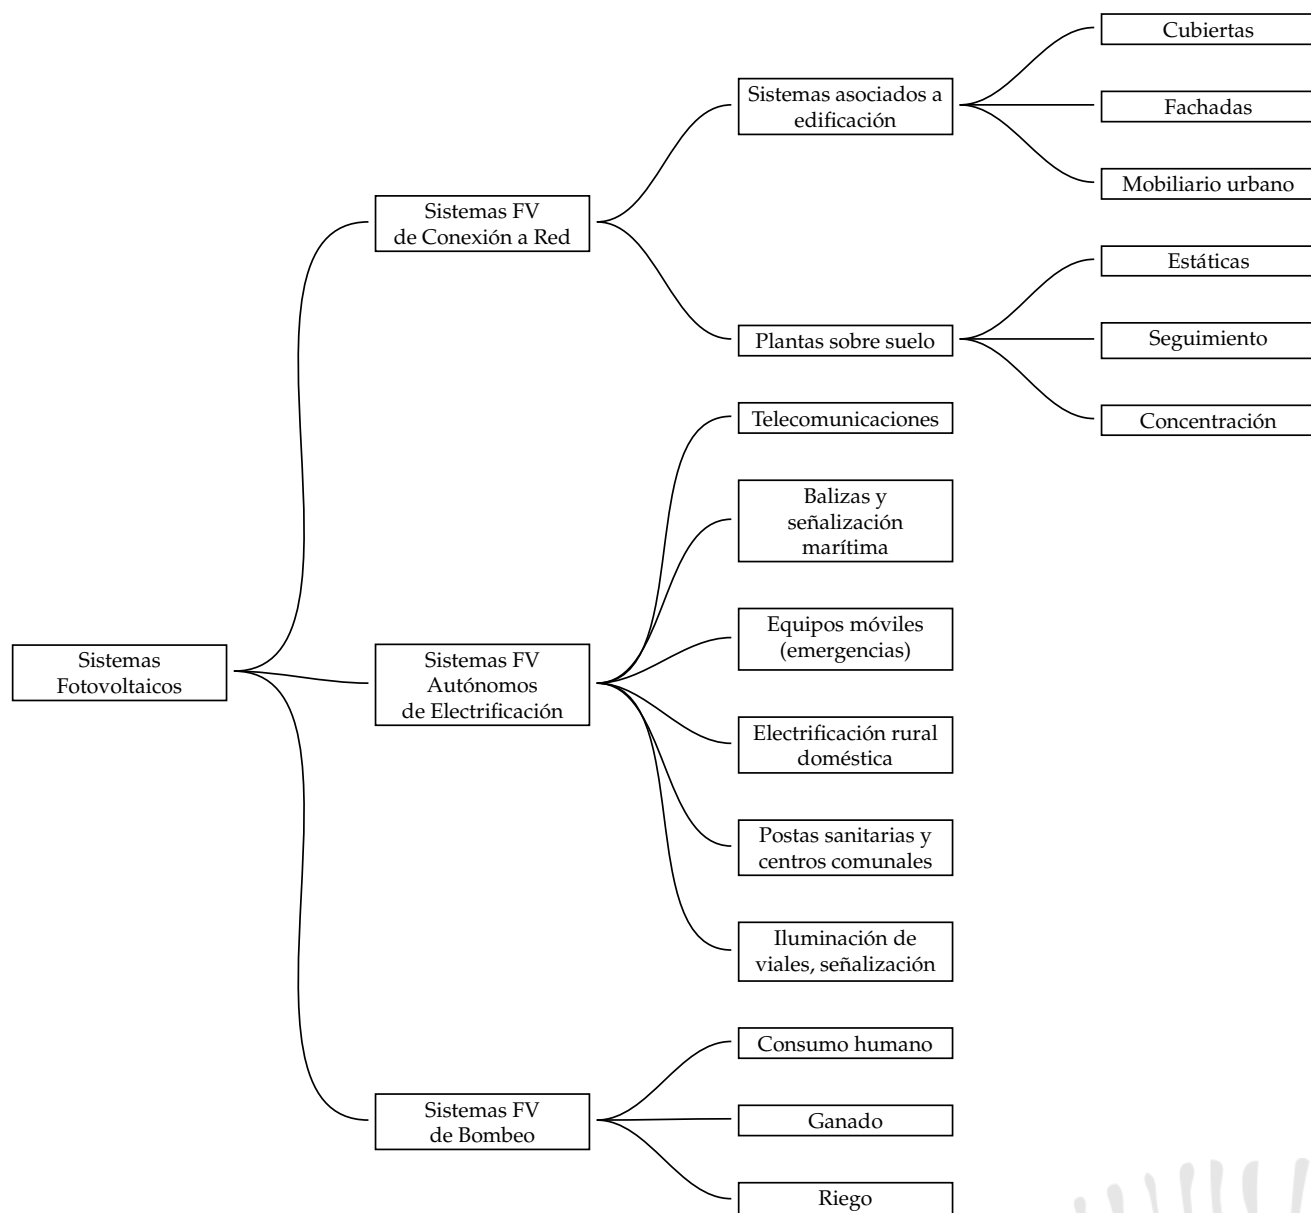 Sistemas
Fotovoltaicos
Sistemas FV
de Conexión a Red
Sistemas asociados a
edificación
Cubiertas
Fachadas
Mobiliario urbano
Plantas sobre suelo
Estáticas
Seguimiento
Concentración
Sistemas FV
Autónomos
de Electrificación
Telecomunicaciones
Balizas y
señalización
marítima
Equipos móviles
(emergencias)
Electrificación rural
doméstica
Postas sanitarias y
centros comunales
Iluminación de
viales, señalización
Sistemas FV
de Bombeo
Consumo humano
Ganado
Riego